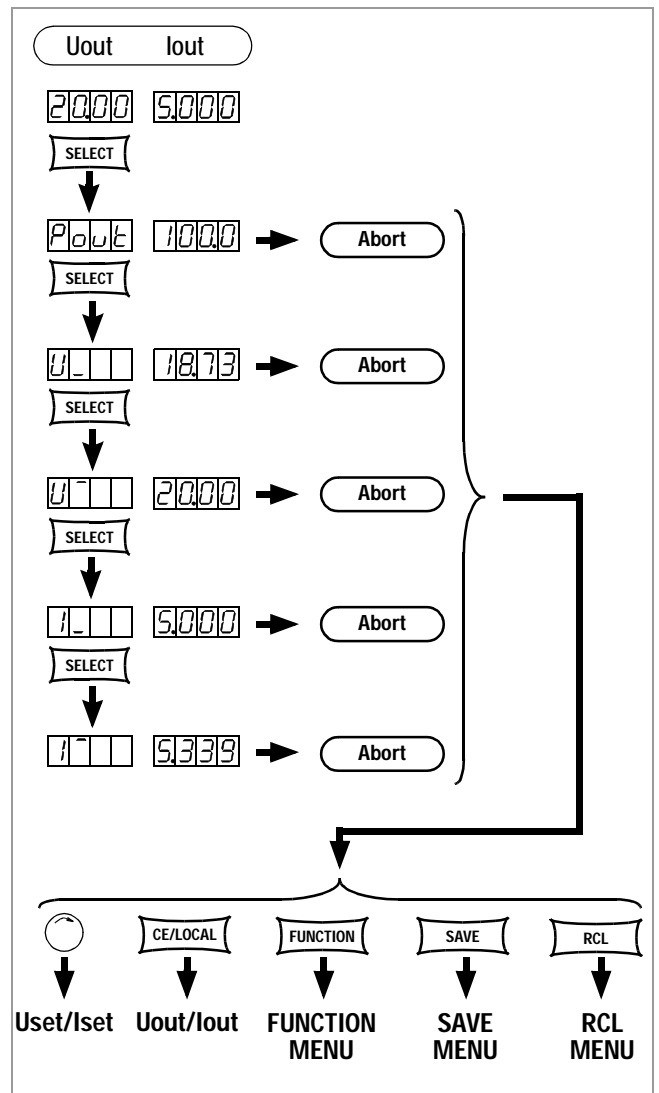 Uout Iout
20.00 5.000
SELECT
Pout 100.0 Abort
SELECT
U_ 18.73 Abort
SELECT
U¯ 20.00 Abort
SELECT
I_ 5.000 Abort
SELECT
I¯ 5.339 Abort
CE/LOCAL FUNCTION SAVE RCL
Uset/Iset Uout/Iout FUNCTION MENU SAVE MENU RCL MENU